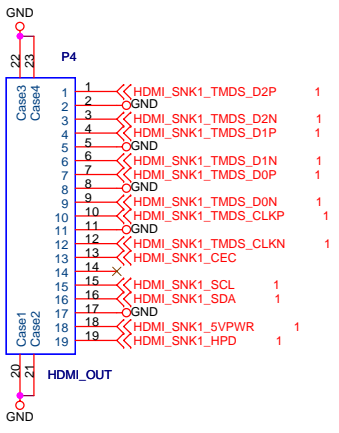 GND
22 23
P4
Case3 Case4
1 1 HDMI_SNK1_TMDS_D2P 1
2 2 GND
3 3 HDMI_SNK1_TMDS_D2N 1
4 4 HDMI_SNK1_TMDS_D1P 1
5 5 GND
6 6 HDMI_SNK1_TMDS_D1N 1
7 7 HDMI_SNK1_TMDS_D0P 1
8 8 GND
9 9 HDMI_SNK1_TMDS_D0N 1
10 10 HDMI_SNK1_TMDS_CLKP 1
11 11 GND
12 12 HDMI_SNK1_TMDS_CLKN 1
13 13 HDMI_SNK1_CEC
14 14
15 15 HDMI_SNK1_SCL 1
16 16 HDMI_SNK1_SDA 1
17 17 GND
18 18 HDMI_SNK1_5VPWR 1
19 19 HDMI_SNK1_HPD 1
Case1 Case2
20 21
HDMI_OUT
GND